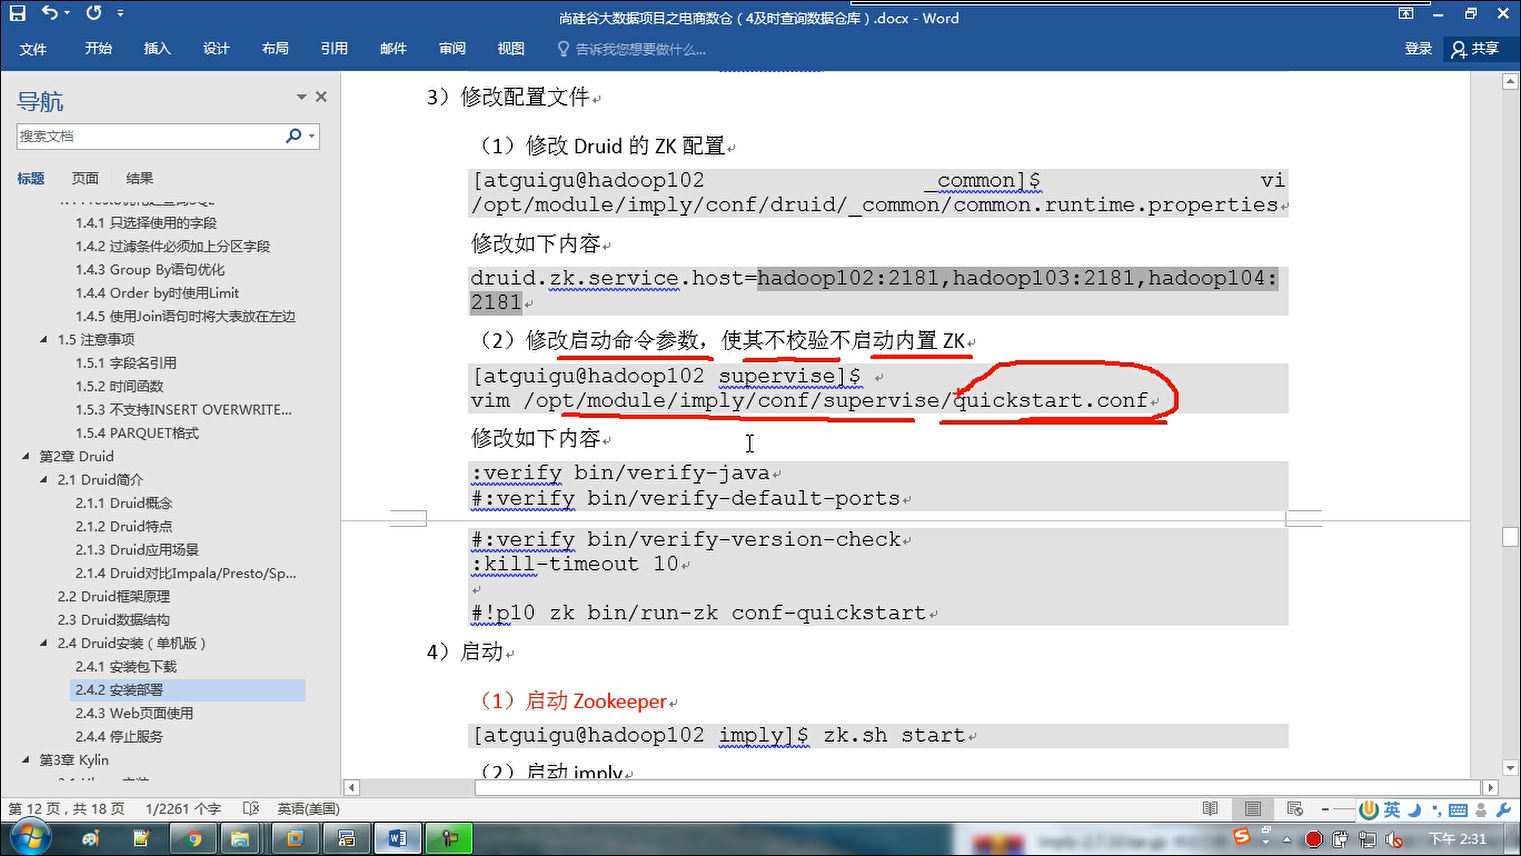 尚硅谷大数据项目之电商数仓（4及时查询数据仓库）.docx - Word
文件 开始 插入 设计 布局 引用 邮件 审阅 视图 告诉我您想要做什么... 登录 共享
导航
搜索文档
标题 页面 结果
1.4.1 只选择使用的字段
1.4.2 过滤条件必须加上分区字段
1.4.3 Group By语句优化
1.4.4 Order by时使用Limit
1.4.5 使用Join语句时将大表放在左边
1.5 注意事项
1.5.1 字段名引用
1.5.2 时间函数
1.5.3 不支持INSERT OVERWRITE...
1.5.4 PARQUET格式
第2章 Druid
2.1 Druid简介
2.1.1 Druid概念
2.1.2 Druid特点
2.1.3 Druid应用场景
2.1.4 Druid对比Impala/Presto/Sp...
2.2 Druid框架原理
2.3 Druid数据结构
2.4 Druid安装（单机版）
2.4.1 安装包下载
2.4.2 安装部署
2.4.3 Web页面使用
2.4.4 停止服务
第3章 Kylin
3）修改配置文件
（1）修改 Druid 的 ZK 配置
[atguigu@hadoop102 _common]$ vi
/opt/module/imply/conf/druid/_common/common.runtime.properties
修改如下内容
druid.zk.service.host=hadoop102:2181,hadoop103:2181,hadoop104:
2181
（2）修改启动命令参数，使其不校验不启动内置 ZK
[atguigu@hadoop102 supervise]$
vim /opt/module/imply/conf/supervise/quickstart.conf
修改如下内容
:verify bin/verify-java
#:verify bin/verify-default-ports
#:verify bin/verify-version-check
:kill-timeout 10
#!p10 zk bin/run-zk conf-quickstart
4）启动
（1）启动 Zookeeper
[atguigu@hadoop102 imply]$ zk.sh start
（2）启动 imply
第 12 页，共 18 页 1/2261 个字 英语(美国)
英
下午 2:31